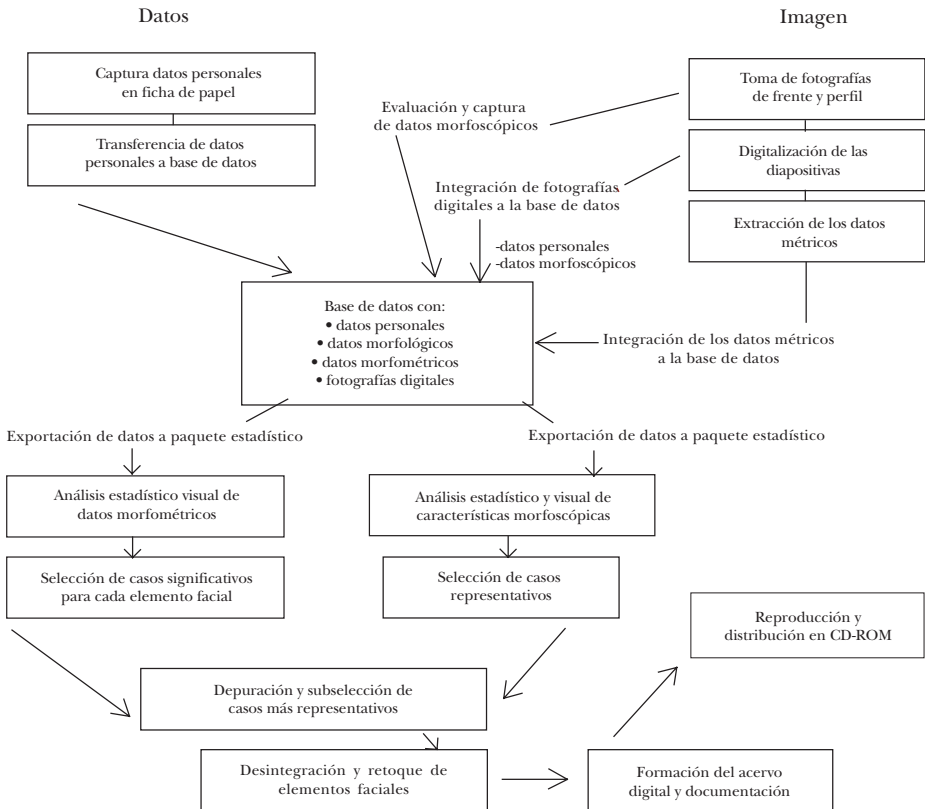 Datos
Imagen
Captura datos personales
en ficha de papel
Transferencia de datos
personales a base de datos
Toma de fotografías
de frente y perfil
Evaluación y captura
de datos morfoscópicos
Digitalización de las
diapositivas
Integración de fotografías
digitales a la base de datos
Extracción de los datos
métricos
-datos personales
-datos morfoscópicos
Base de datos con:
• datos personales
• datos morfológicos
• datos morfométricos
• fotografías digitales
Integración de los datos métricos
a la base de datos
Exportación de datos a paquete estadístico
Exportación de datos a paquete estadístico
Análisis estadístico visual de
datos morfométricos
Análisis estadístico y visual de
características morfoscópicas
Selección de casos significativos
para cada elemento facial
Selección de casos
representativos
Reproducción y
distribución en CD-ROM
Depuración y subselección de
casos más representativos
Desintegración y retoque de
elementos faciales
Formación del acervo
digital y documentación